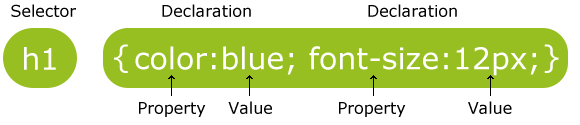 Selector Declaration Declaration
h1 {color:blue; font-size:12px;}
Property Value Property Value